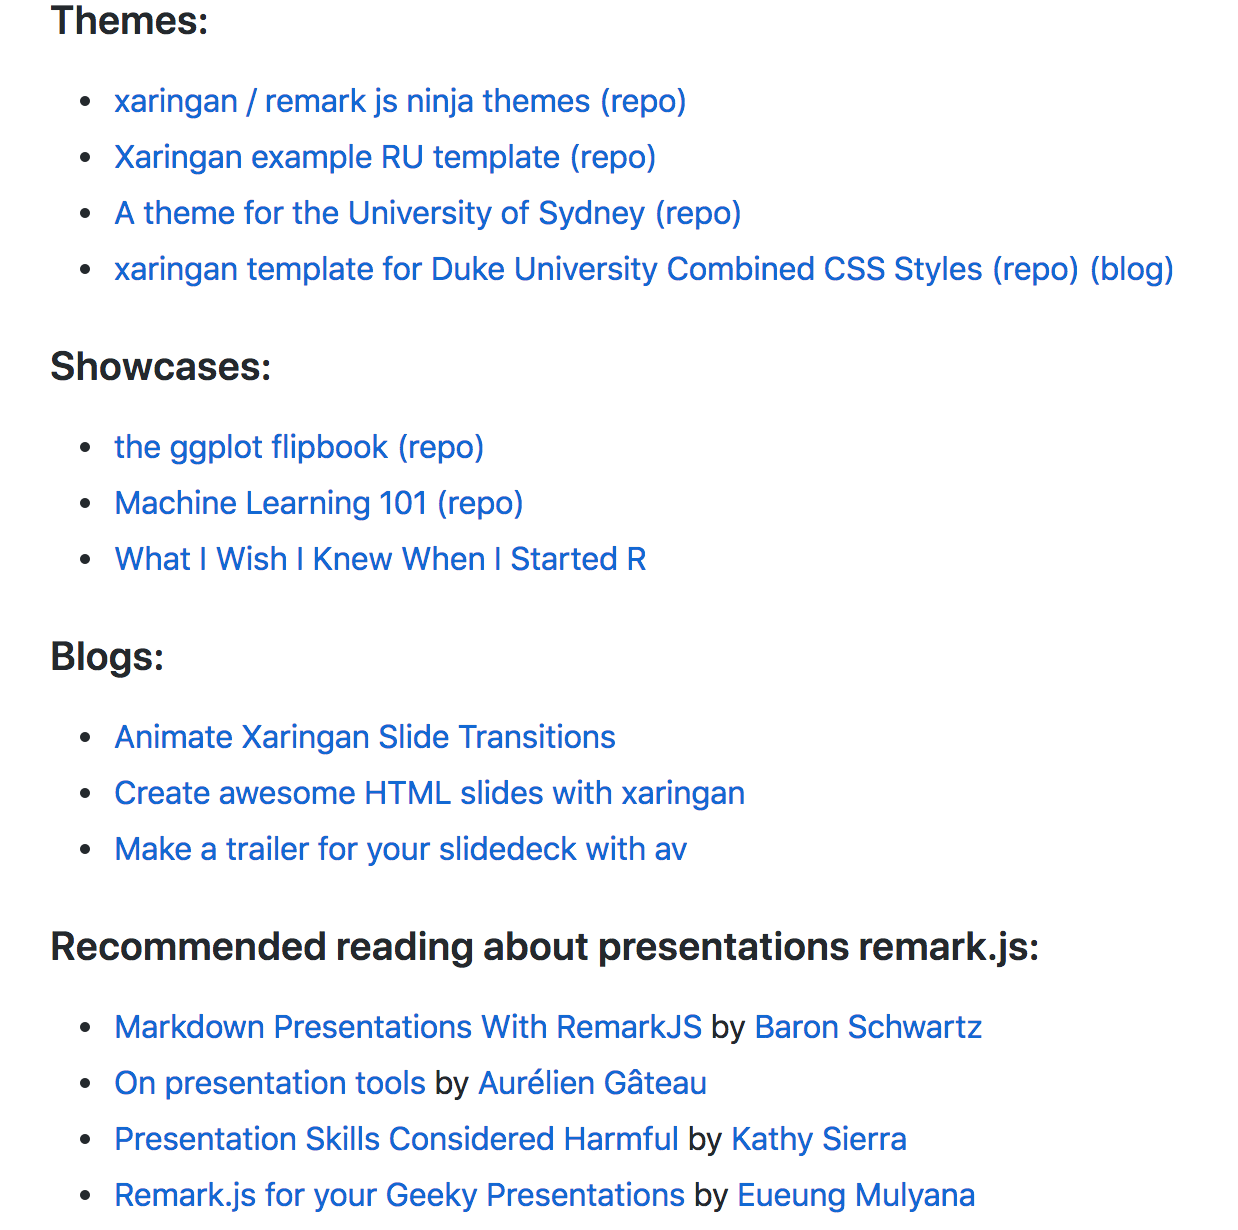 Themes:
xaringan / remark js ninja themes (repo)
Xaringan example RU template (repo)
A theme for the University of Sydney (repo)
xaringan template for Duke University Combined CSS Styles (repo) (blog)
Showcases:
the ggplot flipbook (repo)
Machine Learning 101 (repo)
What I Wish I Knew When I Started R
Blogs:
Animate Xaringan Slide Transitions
Create awesome HTML slides with xaringan
Make a trailer for your slidedeck with av
Recommended reading about presentations remark.js:
Markdown Presentations With RemarkJS by Baron Schwartz
On presentation tools by Aurélien Gâteau
Presentation Skills Considered Harmful by Kathy Sierra
Remark.js for your Geeky Presentations by Eueung Mulyana